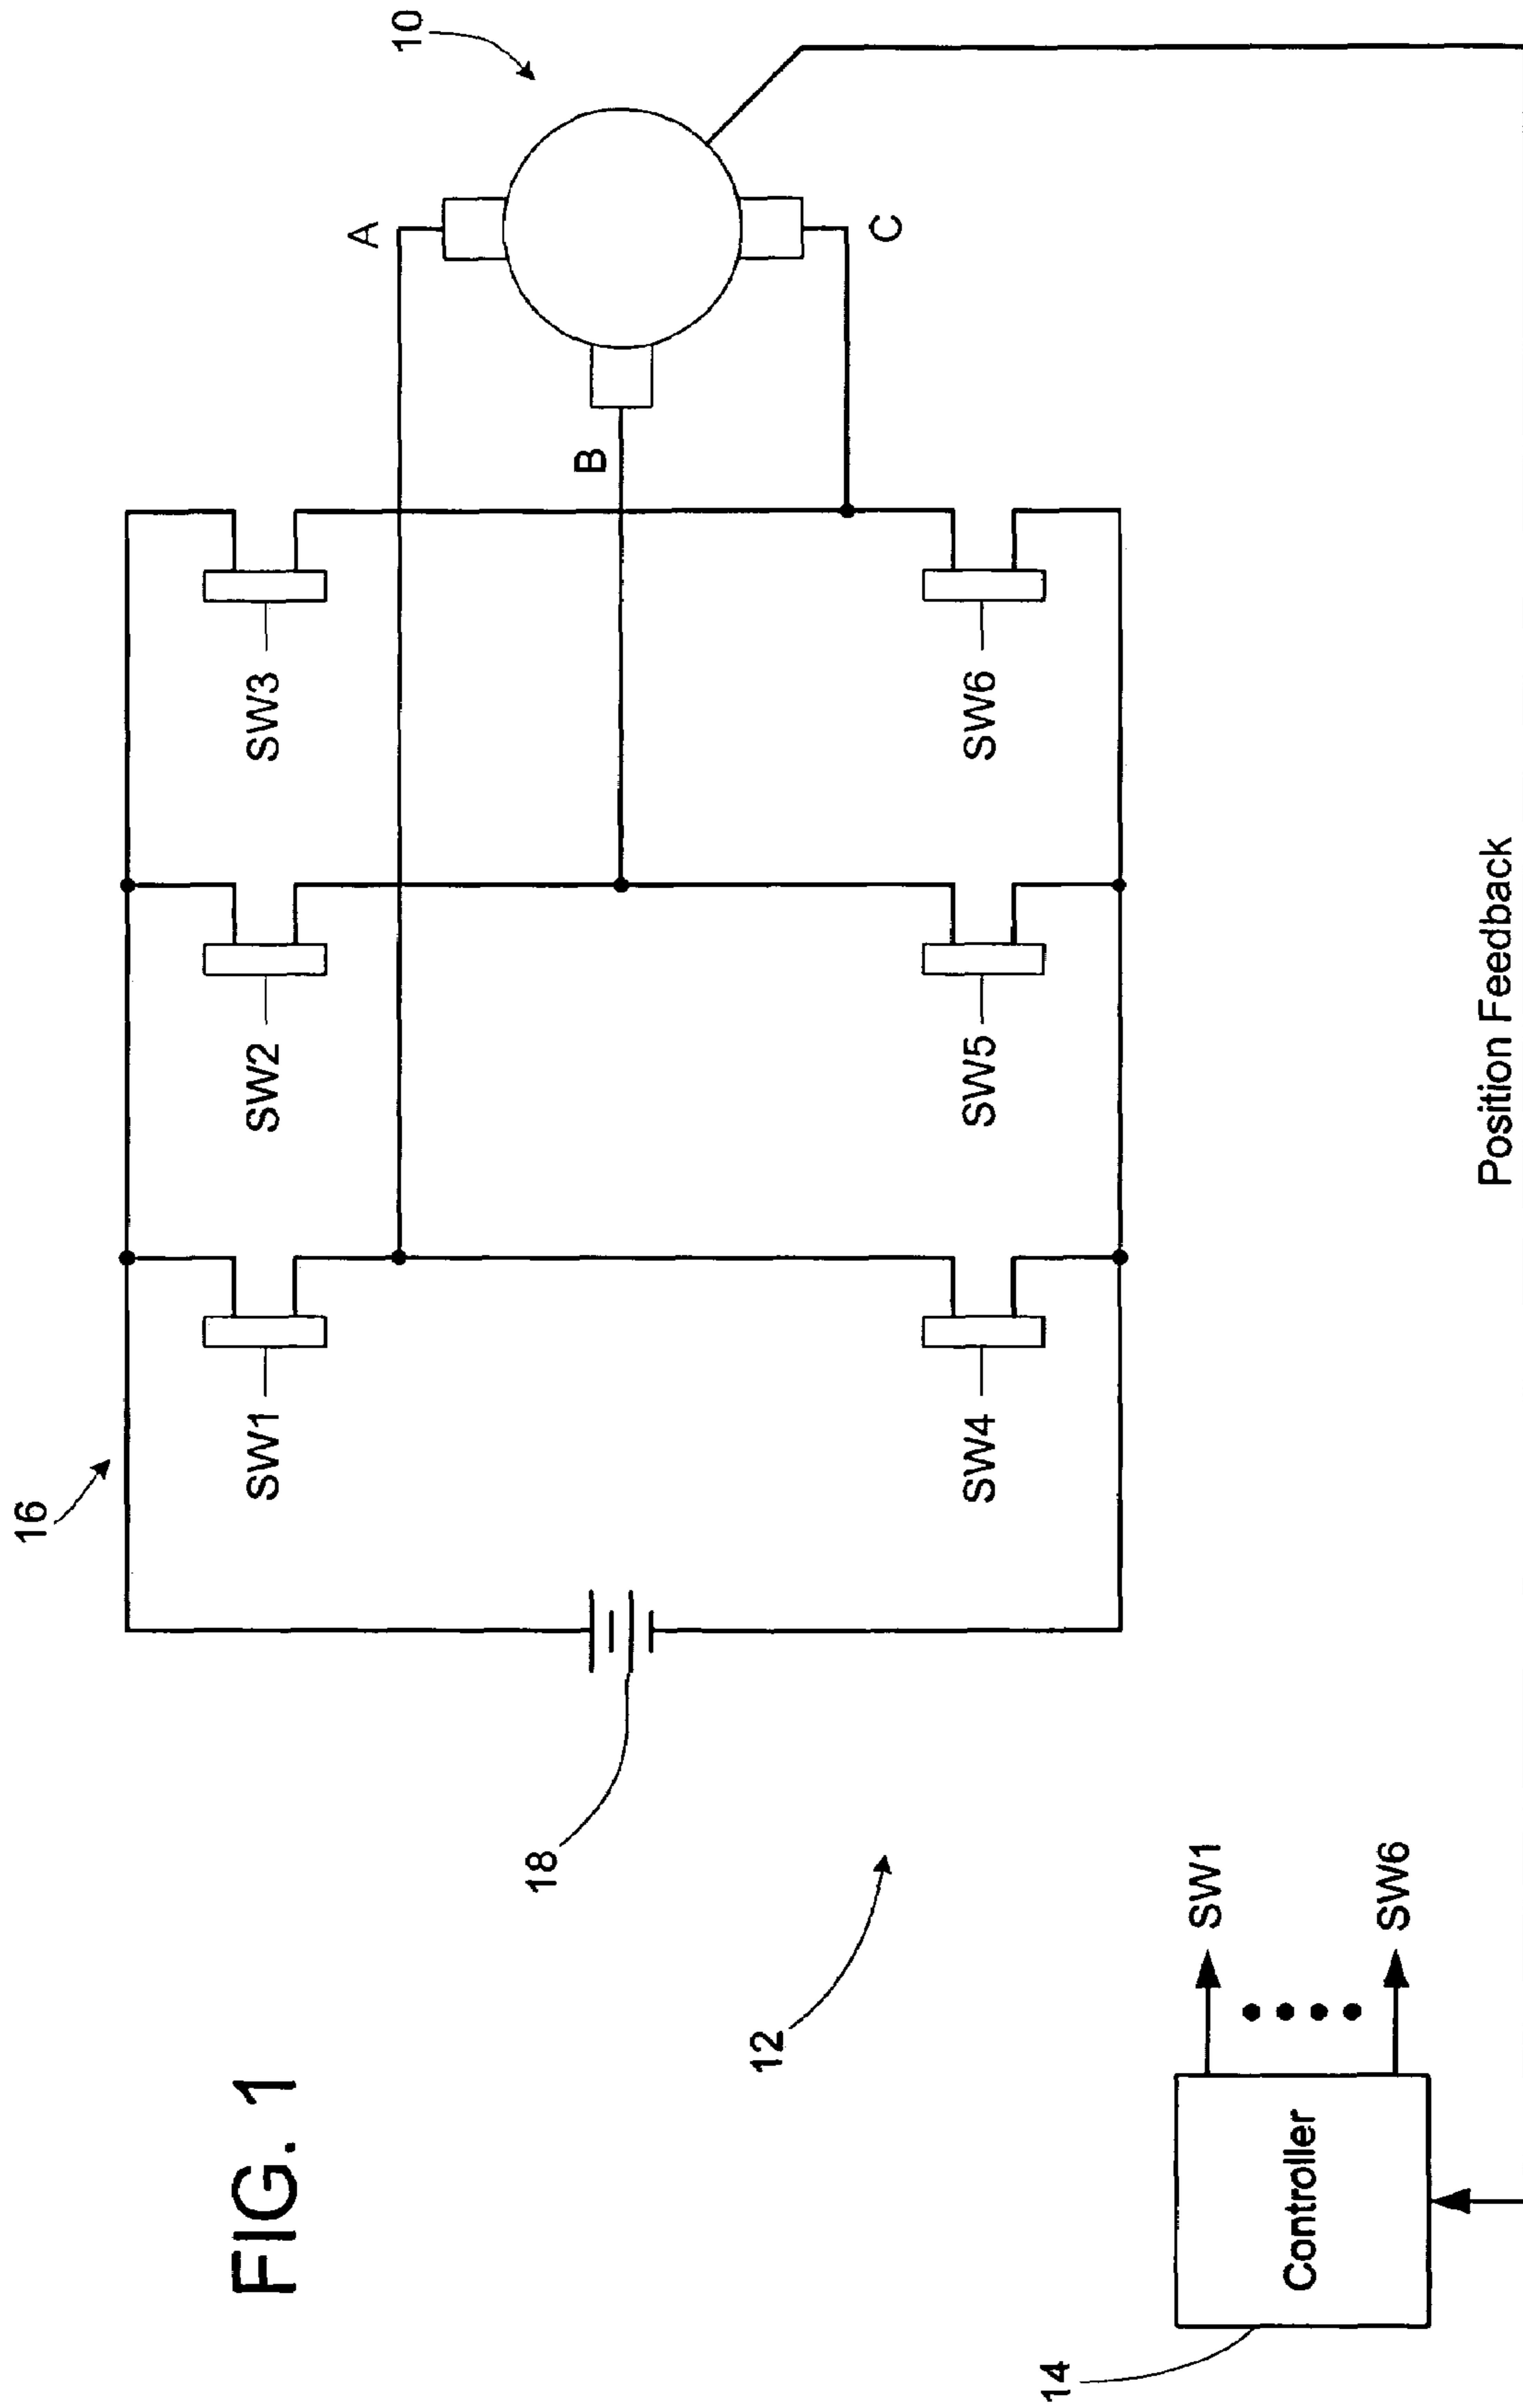 FIG. 1
16
10
A
B
C
SW1
SW2
SW3
SW4
SW5
SW6
18
12
14
Controller
SW1
SW6
Position Feedback